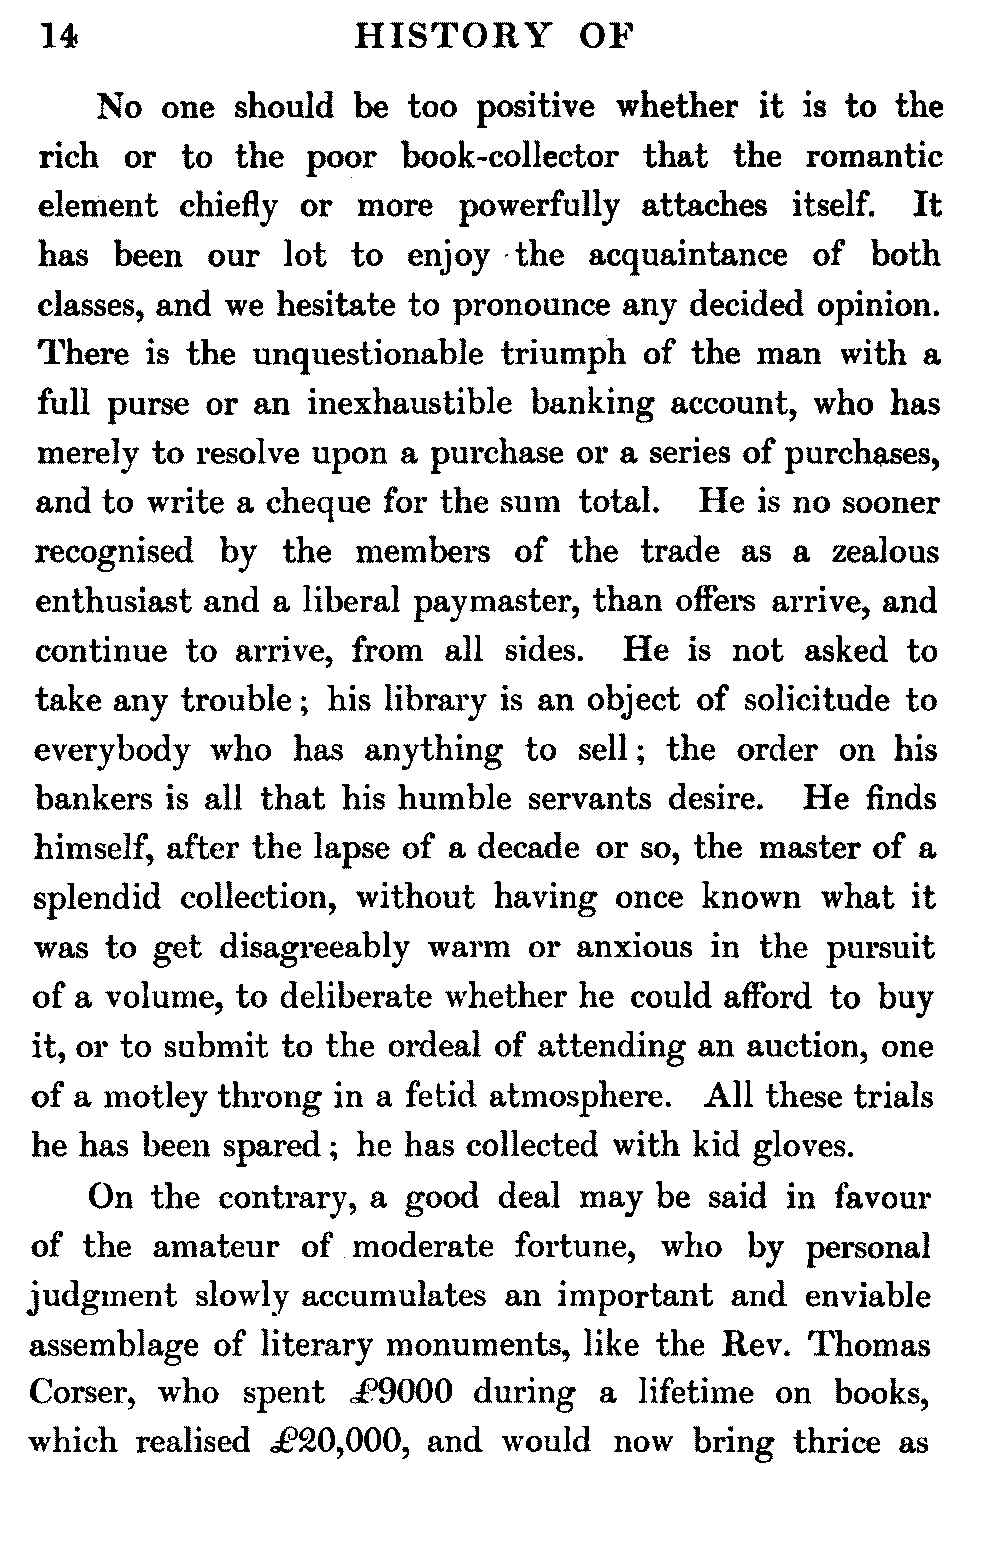 14 HISTORY OF
No one should be too positive whether it is to the
rich or to the poor book-collector that the romantic
element chiefly or more powerfully attaches itself. It
has been our lot to enjoy the acquaintance of both
classes, and we hesitate to pronounce any decided opinion.
There is the unquestionable triumph of the man with a
full purse or an inexhaustible banking account, who has
merely to resolve upon a purchase or a series of purchases,
and to write a cheque for the sum total. He is no sooner
recognised by the members of the trade as a zealous
enthusiast and a liberal paymaster, than offers arrive, and
continue to arrive, from all sides. He is not asked to
take any trouble; his library is an object of solicitude to
everybody who has anything to sell; the order on his
bankers is all that his humble servants desire. He finds
himself, after the lapse of a decade or so, the master of a
splendid collection, without having once known what it
was to get disagreeably warm or anxious in the pursuit
of a volume, to deliberate whether he could afford to buy
it, or to submit to the ordeal of attending an auction, one
of a motley throng in a fetid atmosphere. All these trials
he has been spared; he has collected with kid gloves.
On the contrary, a good deal may be said in favour
of the amateur of moderate fortune, who by personal
judgment slowly accumulates an important and enviable
assemblage of literary monuments, like the Rev. Thomas
Corser, who spent £9000 during a lifetime on books,
which realised £20,000, and would now bring thrice as